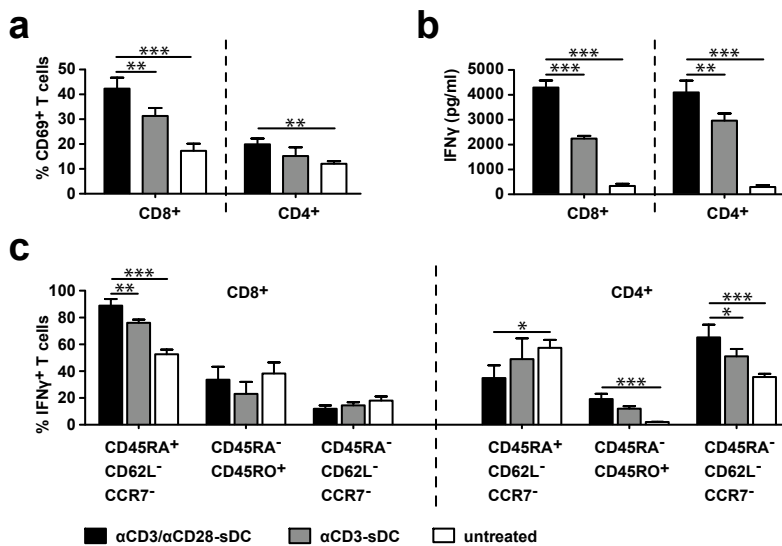 a
*** 
**
**
% CD69⁺ T cells
50
40
30
20
10
0
CD8⁺
CD4⁺
b
***
***
***
**
IFNγ (pg/ml)
5000
4000
3000
2000
1000
0
CD8⁺
CD4⁺
c
CD8⁺
CD4⁺
***
**
*
***
***
*
% IFNγ⁺ T cells
100
80
60
40
20
0
CD45RA⁺ CD45RA⁻ CD45RA⁻ CD45RA⁺ CD45RA⁻ CD45RA⁻
CD62L⁻ CD45RO⁺ CD62L⁻ CD62L⁻ CD45RO⁺ CD62L⁻
CCR7⁻ CCR7⁻ CCR7⁻ CCR7⁻
αCD3/αCD28-sDC αCD3-sDC untreated